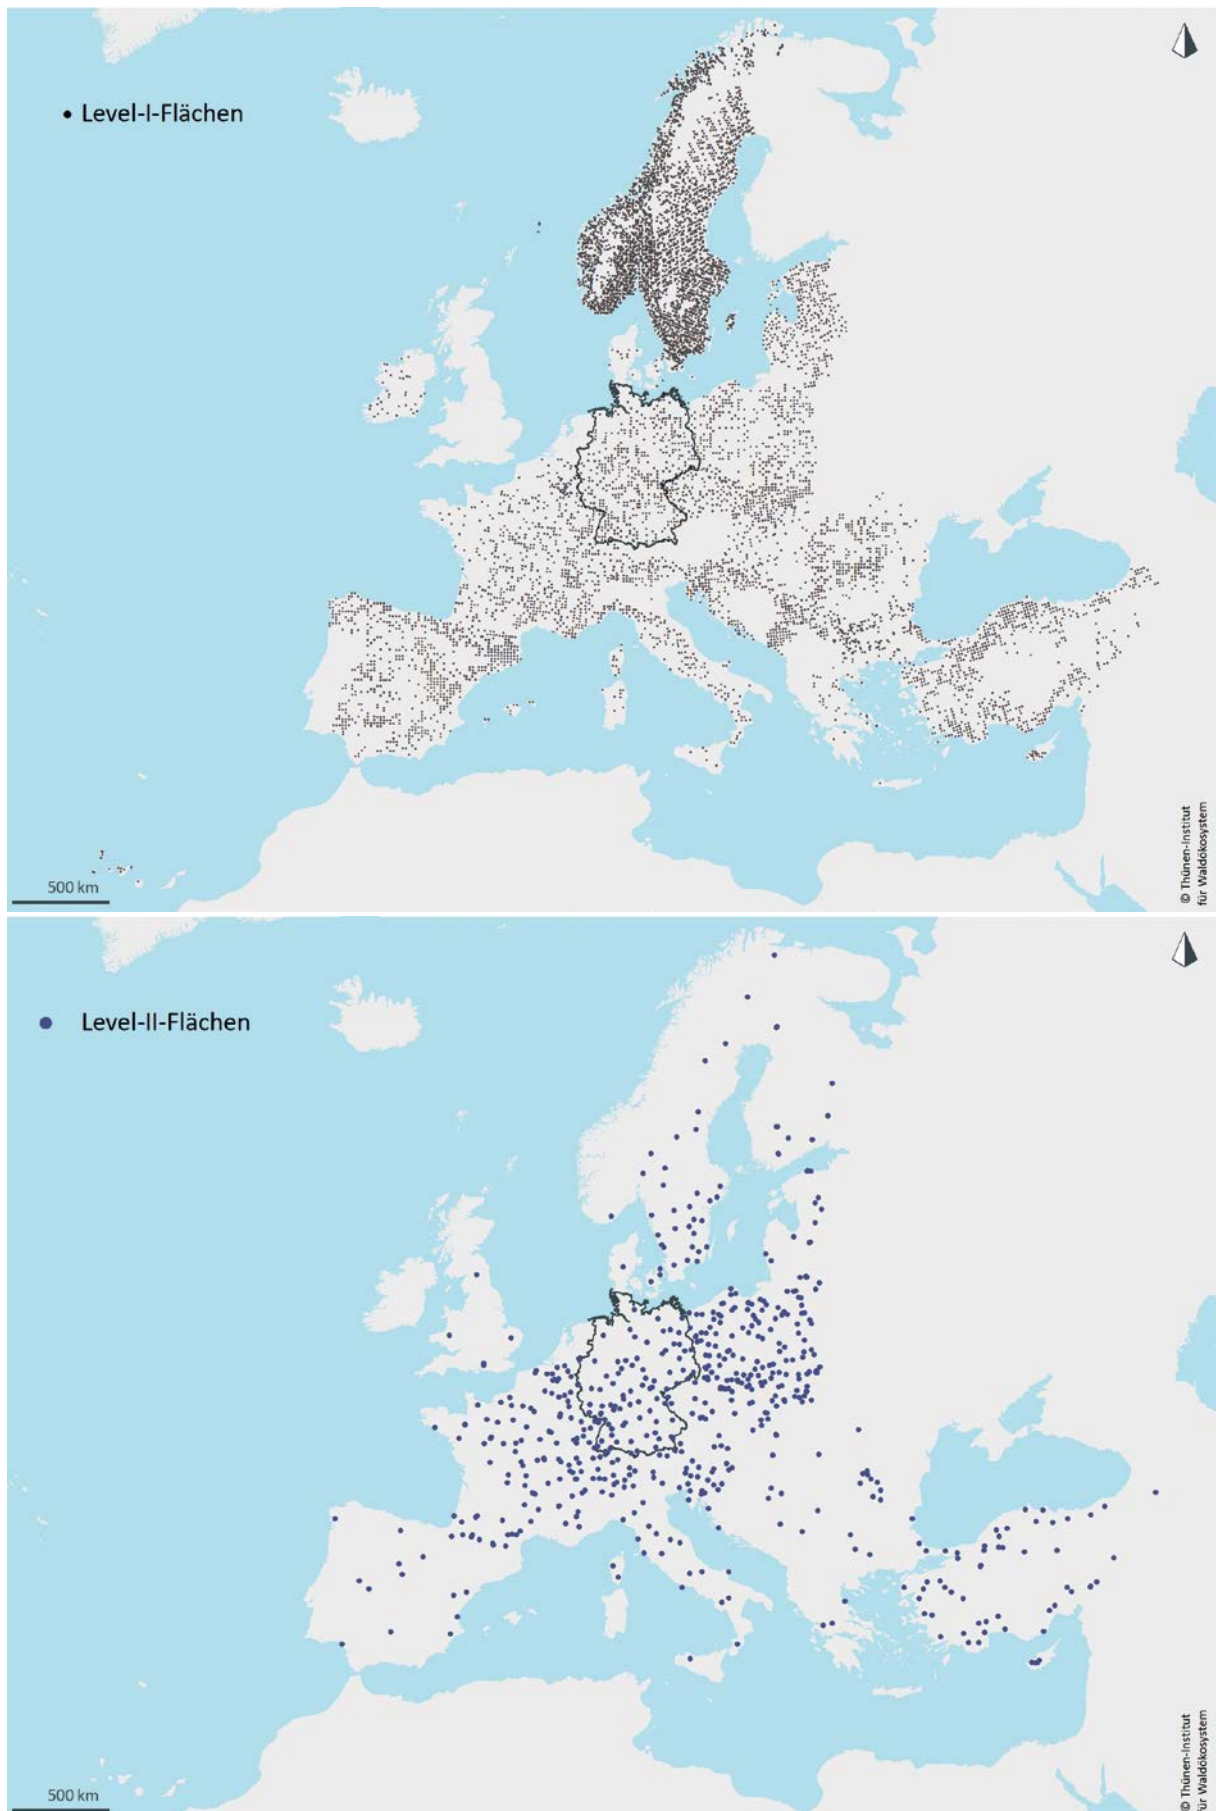 Level-I-Flächen
500 km
© Thünen-Institut
für Waldökosystem
Level-II-Flächen
500 km
© Thünen-Institut
für Waldökosystem